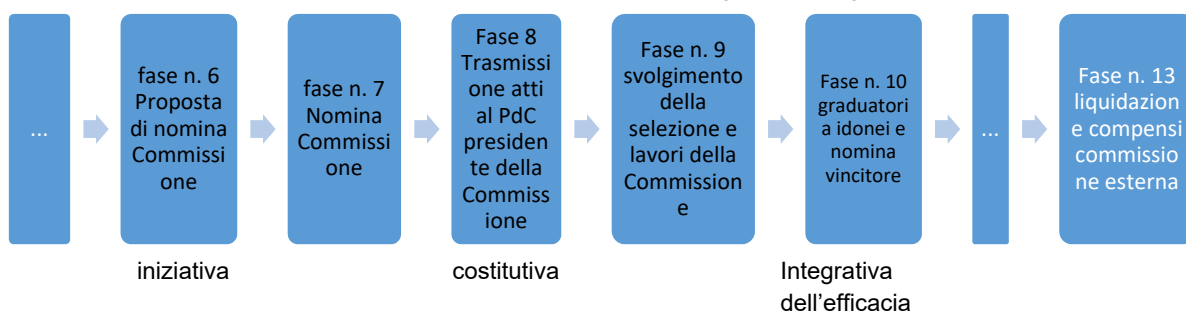 ...
fase n. 6
Proposta
di nomina
Commissi
one
fase n. 7
Nomina
Commissi
one
Fase 8
Trasmissi
one atti
al PdC
presiden
te della
Commiss
ione
Fase n. 9
svolgimento
della
selezione e
lavori della
Commission
e
Fase n. 10
graduatori
a idonei e
nomina
vincitore
...
Fase n. 13
liquidazion
e compensi
commissio
ne esterna
iniziativa
costitutiva
Integrativa
dell’efficacia